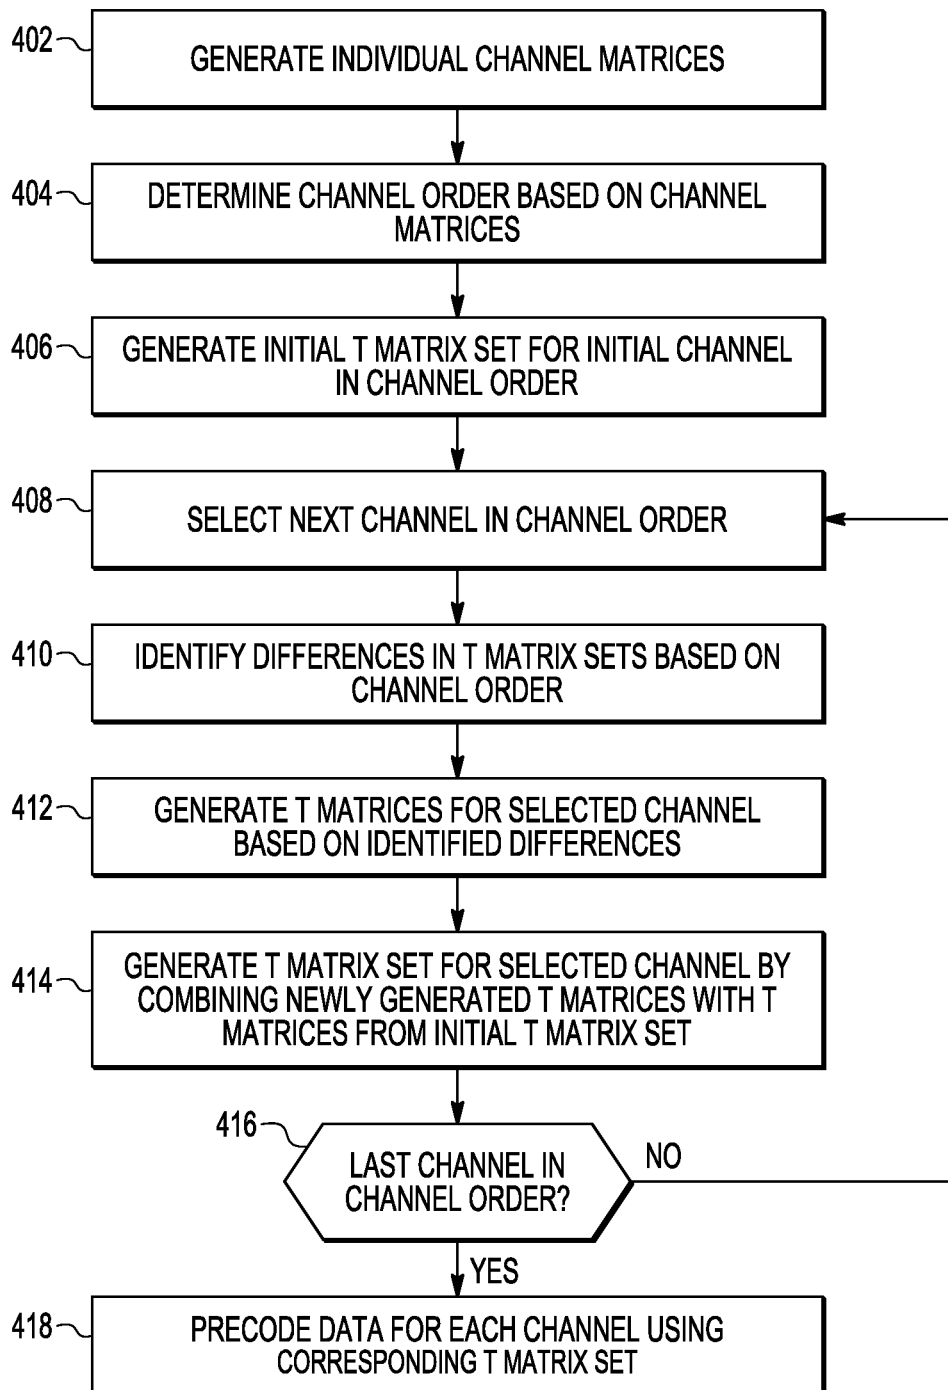 402
GENERATE INDIVIDUAL CHANNEL MATRICES
404
DETERMINE CHANNEL ORDER BASED ON CHANNEL
MATRICES
406
GENERATE INITIAL T MATRIX SET FOR INITIAL CHANNEL
IN CHANNEL ORDER
408
SELECT NEXT CHANNEL IN CHANNEL ORDER
410
IDENTIFY DIFFERENCES IN T MATRIX SETS BASED ON
CHANNEL ORDER
412
GENERATE T MATRICES FOR SELECTED CHANNEL
BASED ON IDENTIFIED DIFFERENCES
414
GENERATE T MATRIX SET FOR SELECTED CHANNEL BY
COMBINING NEWLY GENERATED T MATRICES WITH T
MATRICES FROM INITIAL T MATRIX SET
416
LAST CHANNEL IN
CHANNEL ORDER?
NO
YES
418
PRECODE DATA FOR EACH CHANNEL USING
CORRESPONDING T MATRIX SET